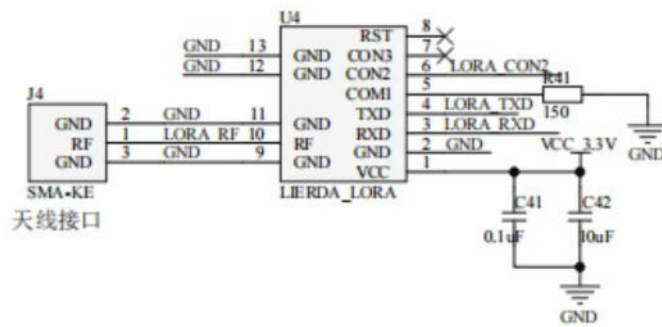 U4
8
RST
7
GND 13 GND CON3
6
GND 12 GND CON2 LORA_CON2
5 R41
J4 COM1
4
2 GND 11 TXD LORA_TXD 150
GND GND
3
1 LORA_RF 10 RXD LORA_RXD
RF RF
2
3 GND 9 GND GND VCC_3.3V GND
GND GND
1
VCC
SMA-KE LIERDA_LORA
天线接口
C41 C42
0.1uF 10uF
GND